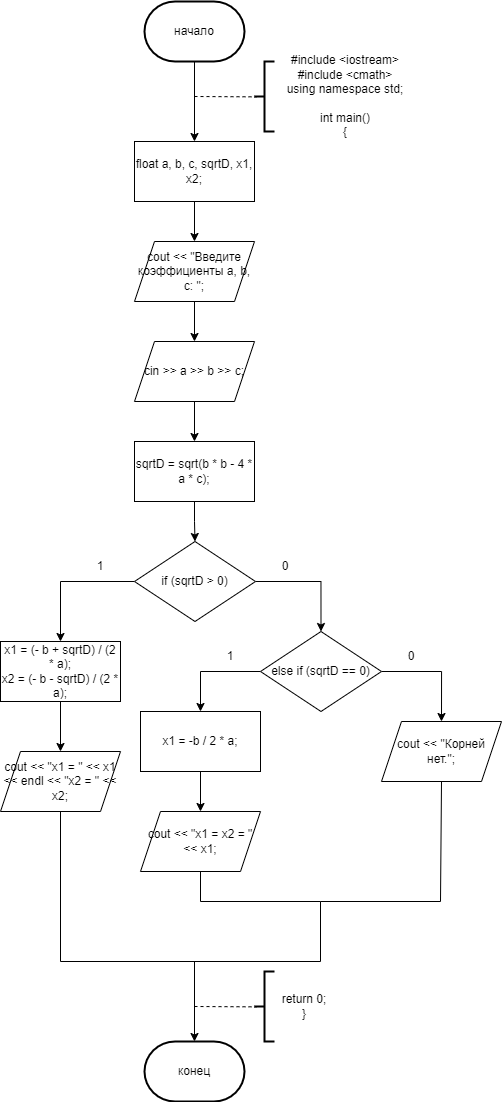 начало
#include <iostream>
#include <cmath>
using namespace std;
int main()
{
float a, b, c, sqrtD, x1,
x2;
cout << "Введите
коэффициенты a, b,
c: ";
cin >> a >> b >> c;
sqrtD = sqrt(b * b - 4 *
a * c);
1
if (sqrtD > 0)
0
x1 = (- b + sqrtD) / (2
* a);
x2 = (- b - sqrtD) / (2 *
a);
1
else if (sqrtD == 0)
0
x1 = -b / 2 * a;
cout << "Корней
нет.";
cout << "x1 = " << x1
<< endl << "x2 = " <<
x2;
cout << "x1 = x2 = "
<< x1;
return 0;
}
конец